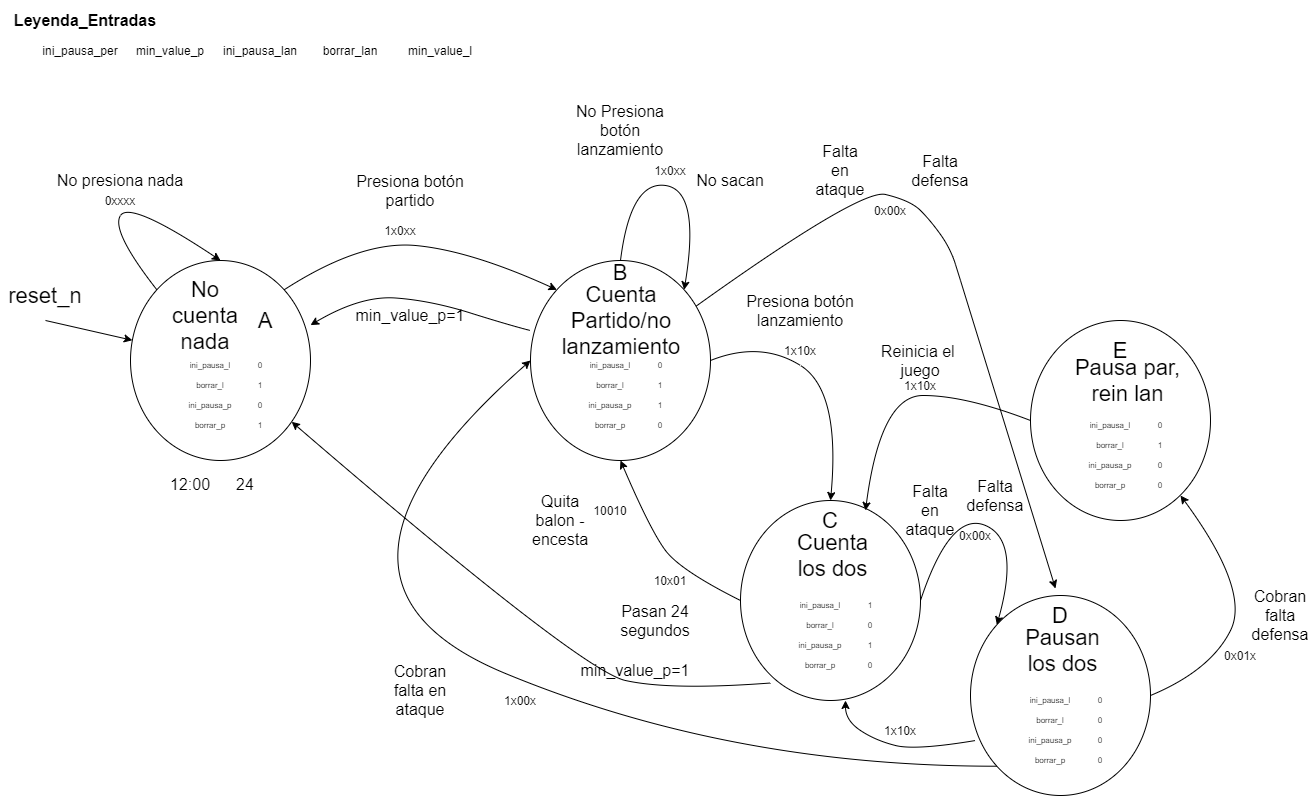 Leyenda_Entradas
ini_pausa_per min_value_p ini_pausa_lan borrar_lan min_value_l
No Presiona
botón
lanzamiento
1x0xx
No sacan
Falta
en
ataque
Falta
defensa
0x00x
No presiona nada
0xxxx
Presiona botón
partido
1x0xx
reset_n
No
cuenta
nada
A
ini_pausa_l 0
borrar_l 1
ini_pausa_p 0
borrar_p 1
12:00 24
min_value_p=1
B
Cuenta
Partido/no
lanzamiento
ini_pausa_l 0
borrar_l 1
ini_pausa_p 1
borrar_p 0
Presiona botón
lanzamiento
1x10x
Reinicia el
juego
1x10x
E
Pausa par,
rein lan
ini_pausa_l 0
borrar_l 1
ini_pausa_p 0
borrar_p 0
Quita
balon -
encesta
10010
10x01
Pasan 24
segundos
min_value_p=1
C
Cuenta
los dos
ini_pausa_l 1
borrar_l 0
ini_pausa_p 1
borrar_p 0
Falta
en
ataque
Falta
defensa
0x00x
D
Pausan
los dos
ini_pausa_l 0
borrar_l 0
ini_pausa_p 0
borrar_p 0
Cobran
falta
defensa
0x01x
Cobran
falta en
ataque
1x00x
1x10x